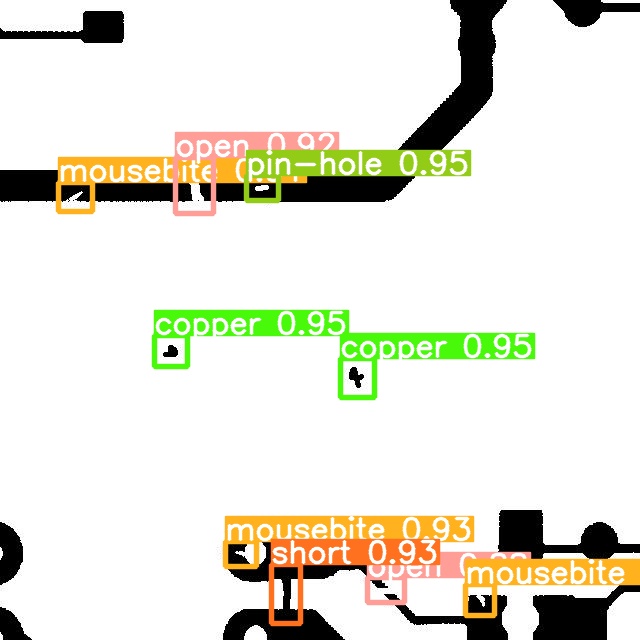 open 0.92
mousebite
pin-hole 0.95
copper 0.95
copper 0.95
mousebite 0.93
short 0.93
open
mousebite